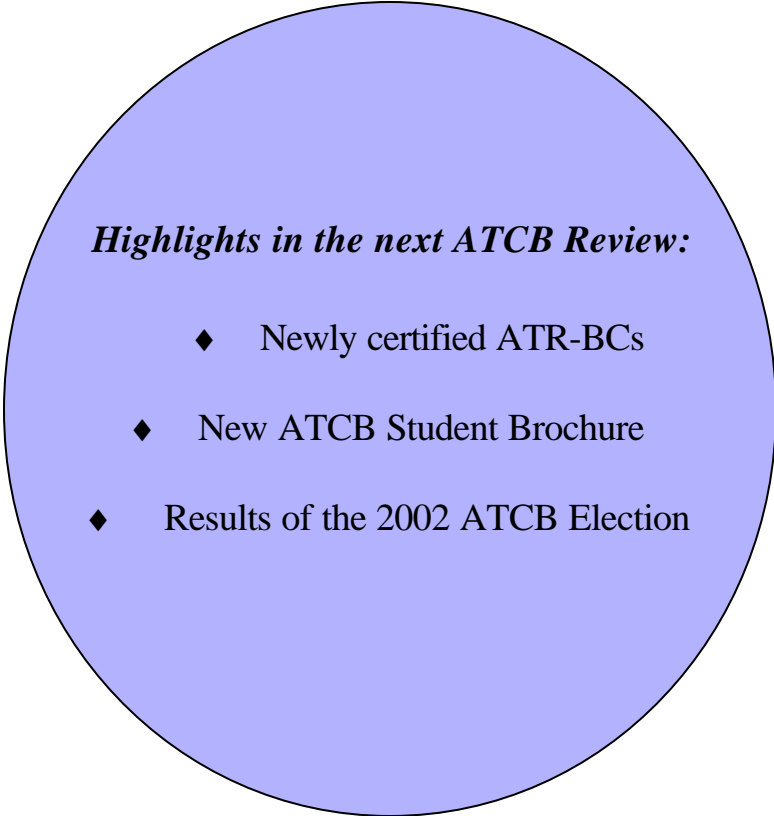 Highlights in the next ATCB Review:
♦ Newly certified ATR-BCs
♦ New ATCB Student Brochure
♦ Results of the 2002 ATCB Election